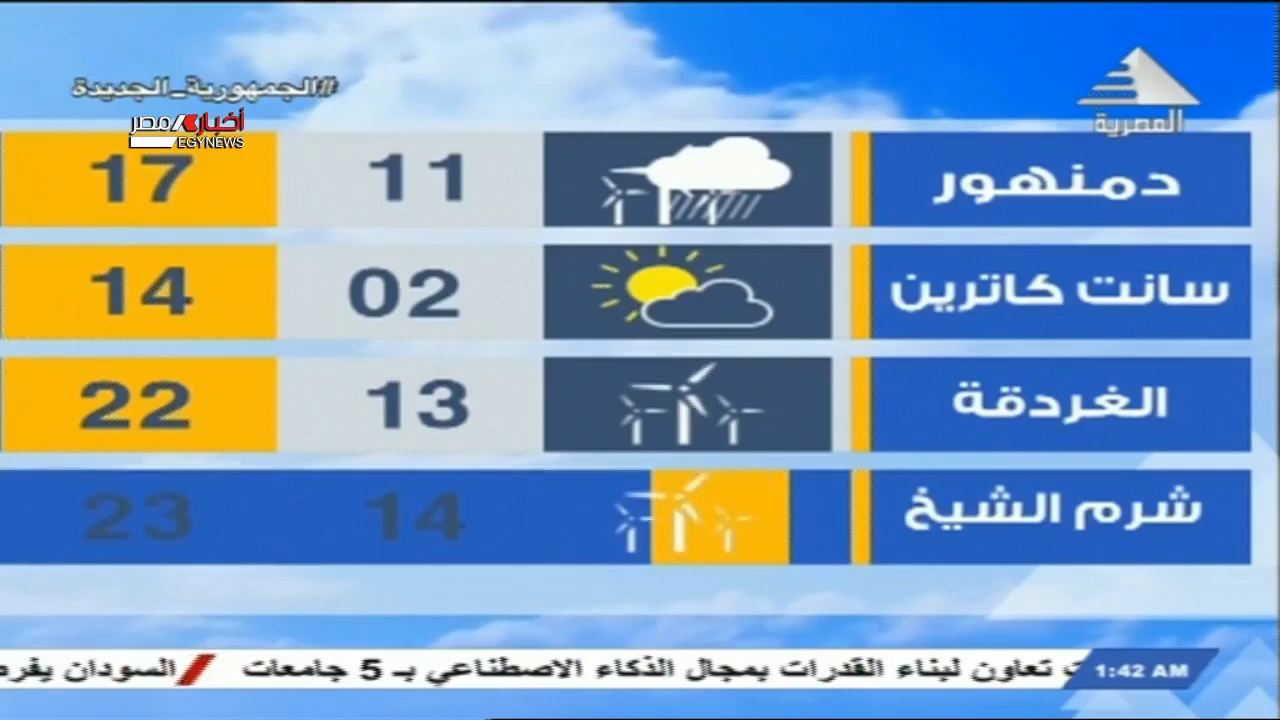 #الجمهورية_الجديدة
المصرية
أخبار مصر
EGYNEWS
دمنهور 11 17
سانت كاترين 02 14
الغردقة 13 22
شرم الشيخ 14 23
1:42 AM تعاون لبناء القدرات بمجال الذكاء الاصطناعي بـ 5 جامعات / السودان